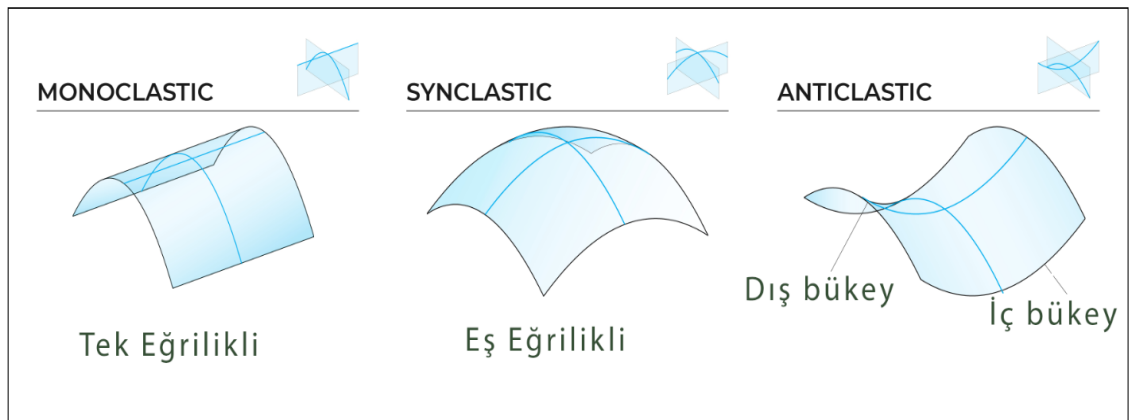 MONOCLASTIC
SYNCLASTIC
ANTICLASTIC
Dış bükey
İç bükey
Tek Eğrilikli
Eş Eğrilikli